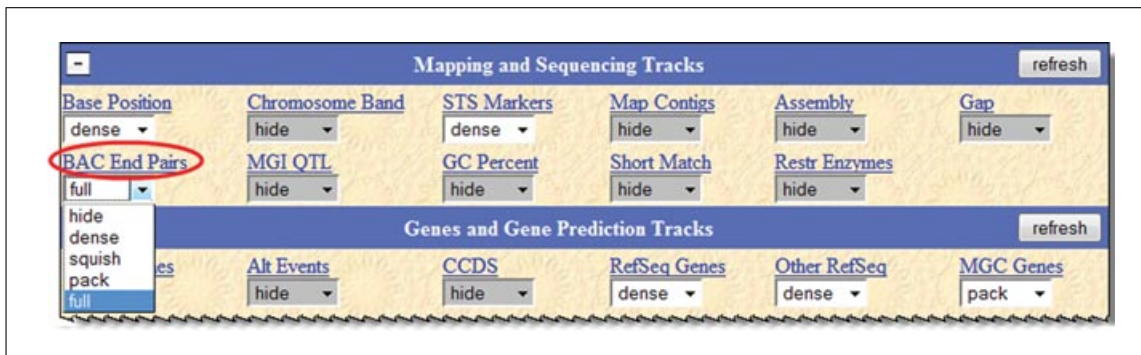 - Mapping and Sequencing Tracks refresh
Base Position Chromosome Band STS Markers Map Contigs Assembly Gap
dense hide dense hide hide hide
BAC End Pairs MGI QTL GC Percent Short Match Restr Enzymes
full hide hide hide hide
hide
dense
squish
pack
full
Genes and Gene Prediction Tracks refresh
es Alt Events CCDS RefSeq Genes Other RefSeq MGC Genes
hide hide dense dense pack